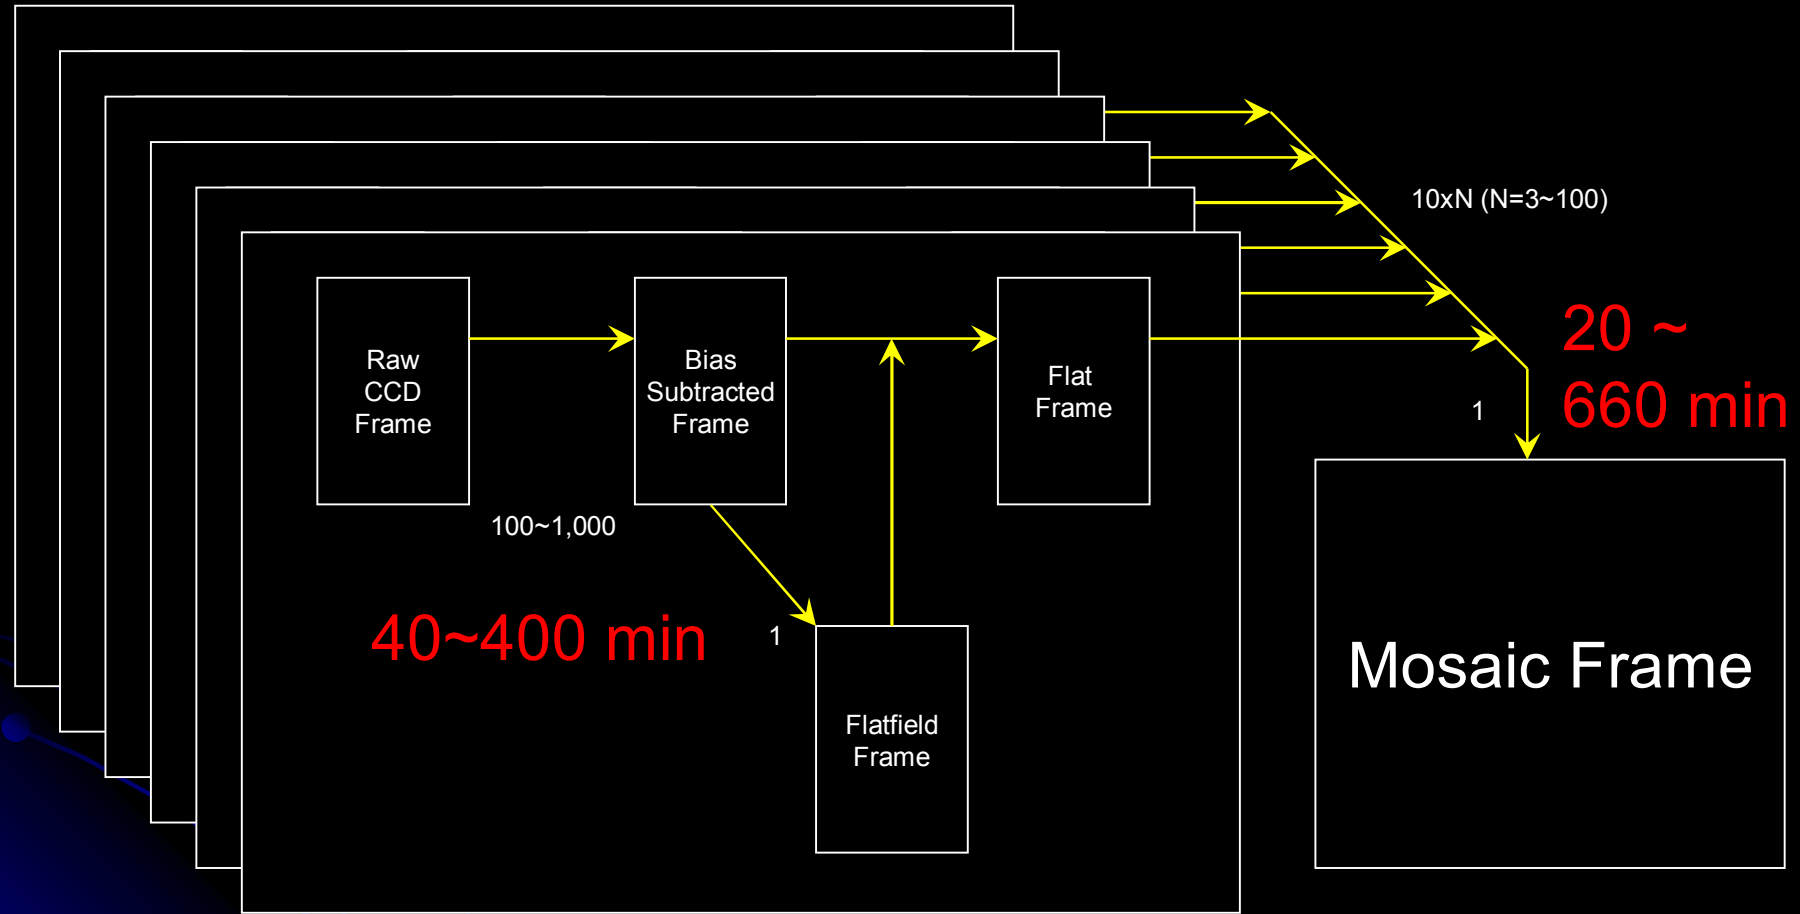 10xN (N=3~100)
Raw
CCD
Frame
Bias
Subtracted
Frame
Flat
Frame
20 ~
660 min
1
100~1,000
40~400 min
1
Flatfield
Frame
Mosaic Frame